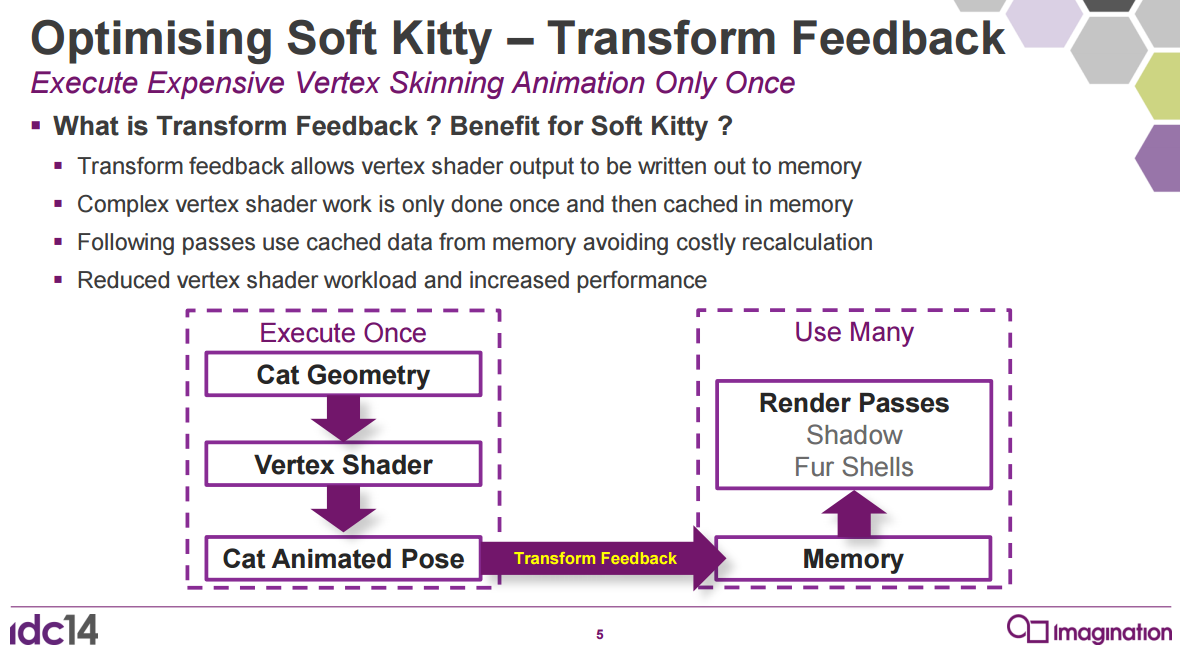 Optimising Soft Kitty – Transform Feedback
Execute Expensive Vertex Skinning Animation Only Once
What is Transform Feedback ? Benefit for Soft Kitty ?
Transform feedback allows vertex shader output to be written out to memory
Complex vertex shader work is only done once and then cached in memory
Following passes use cached data from memory avoiding costly recalculation
Reduced vertex shader workload and increased performance
Execute Once
Cat Geometry
Vertex Shader
Cat Animated Pose
Transform Feedback
Use Many
Render Passes
Shadow
Fur Shells
Memory
idc14
5
Imagination